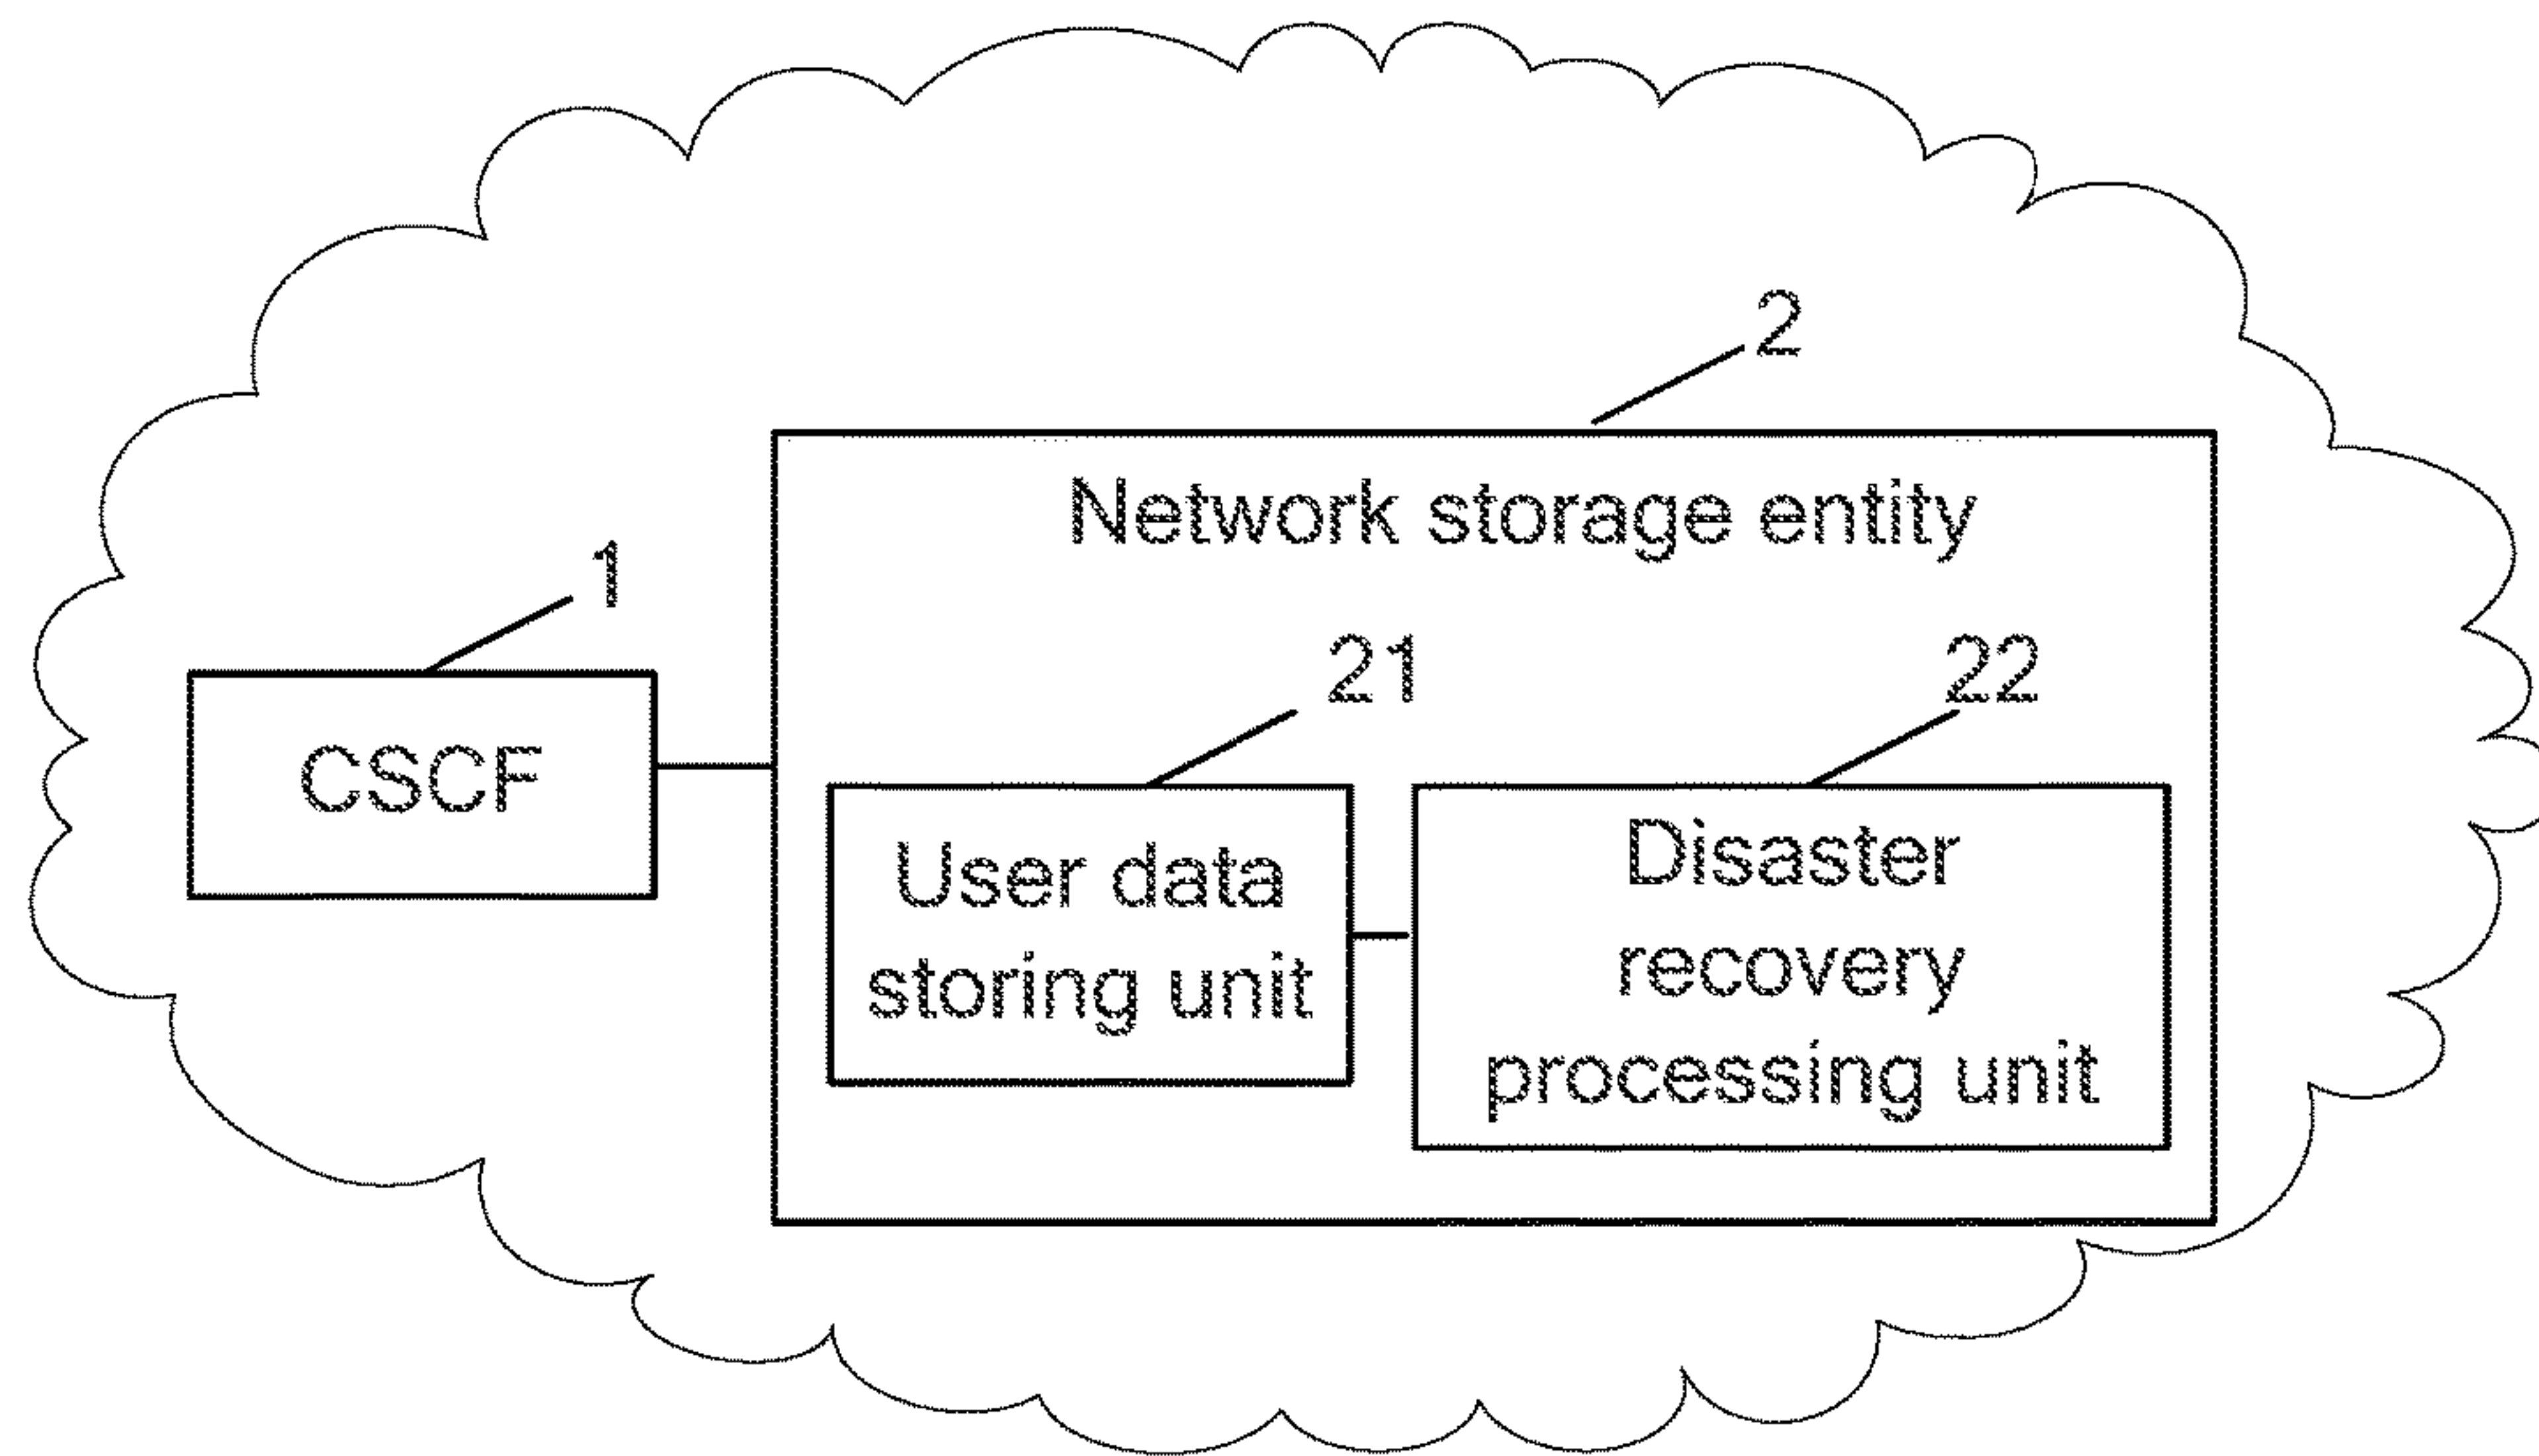 2
Network storage entity
1
21
22
CSCF
User data
storing unit
Disaster
recovery
processing unit